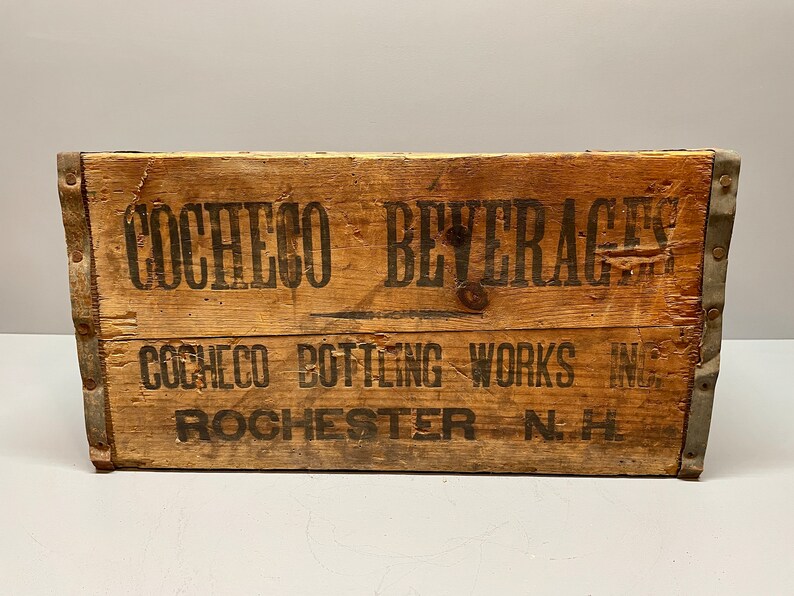 COCHECO BEVERAGES
COCHECO BOTTLING WORKS INC.
ROCHESTER N.H.